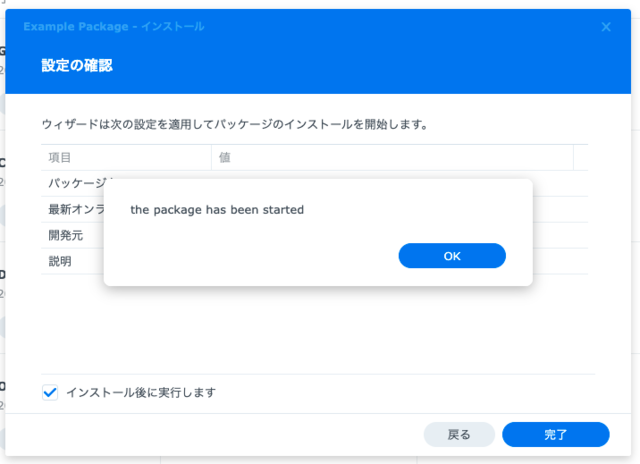 Example Package - インストール
設定の確認
ウィザードは次の設定を適用してパッケージのインストールを開始します。
項目 値
パッケージ
最新オンラ
開発元
説明
the package has been started
OK
インストール後に実行します
戻る 完了